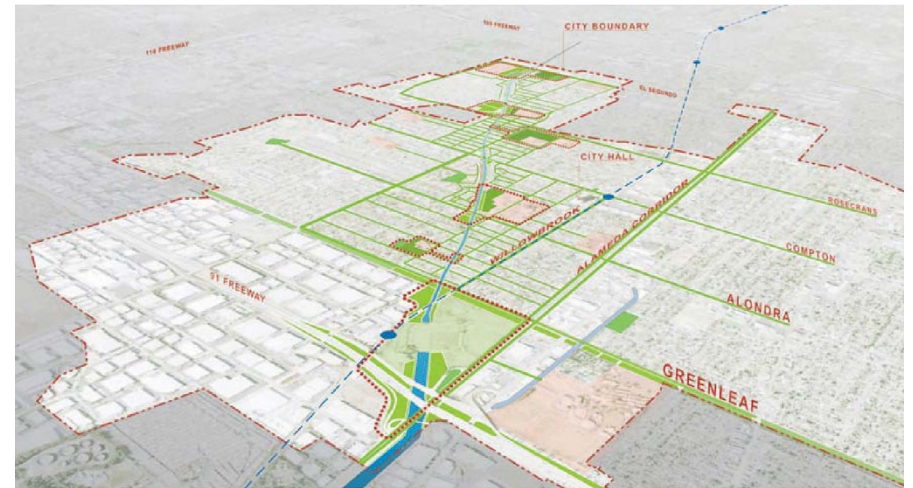 CITY BOUNDARY
110 FREEWAY
EL SEGUNDO
CITY HALL
ROSECRANS
WILLOWBROOK
ALAMEDA CORRIDOR
COMPTON
91 FREEWAY
ALONDRA
GREENLEAF